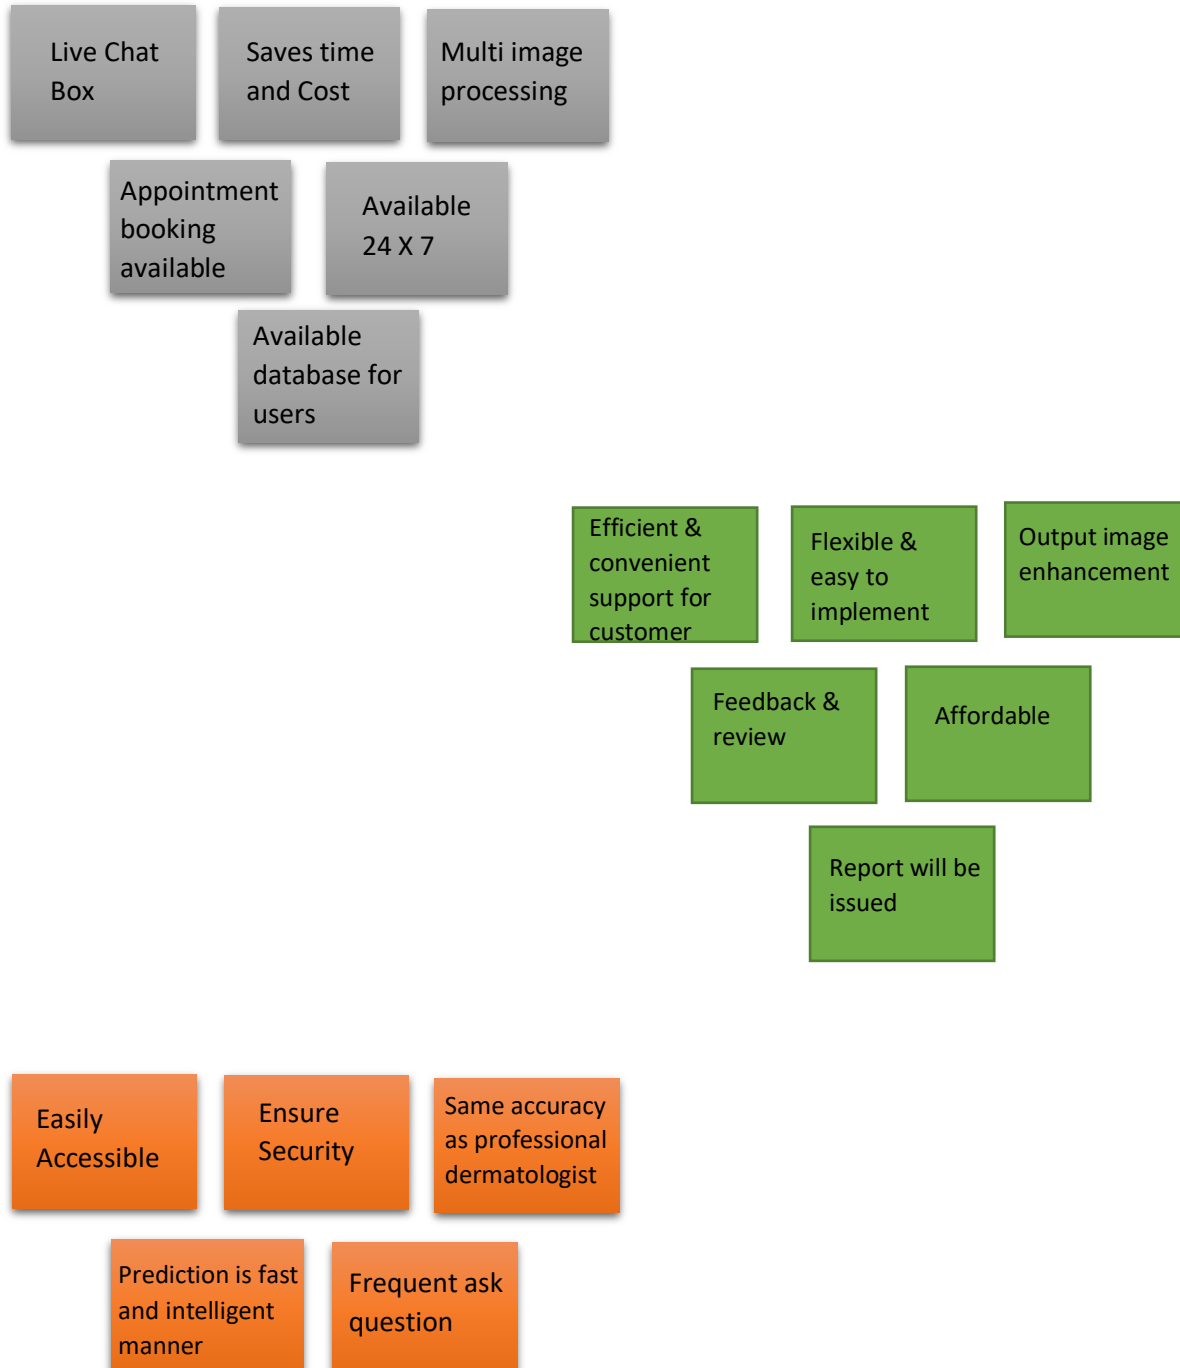 Live Chat
Box
Saves time
and Cost
Multi image
processing
Appointment
booking
available
Available
24 X 7
Available
database for
users
Efficient &
convenient
support for
customer
Flexible &
easy to
implement
Output image
enhancement
Feedback &
review
Affordable
Report will be
issued
Easily
Accessible
Ensure
Security
Same accuracy
as professional
dermatologist
Prediction is fast
and intelligent
manner
Frequent ask
question